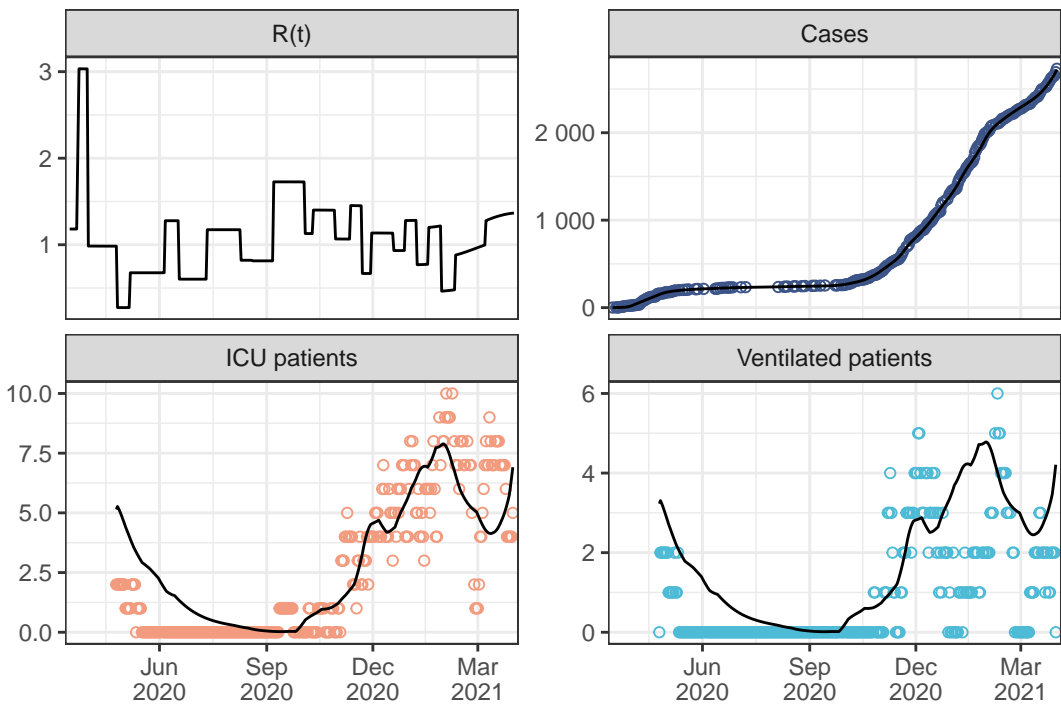 R(t)
Cases
3
2
1
2 000
1 000
0
ICU patients
Ventilated patients
10.0
7.5
5.0
2.5
0.0
6
4
2
0
Jun
2020
Sep
2020
Dec
2020
Mar
2021
Jun
2020
Sep
2020
Dec
2020
Mar
2021